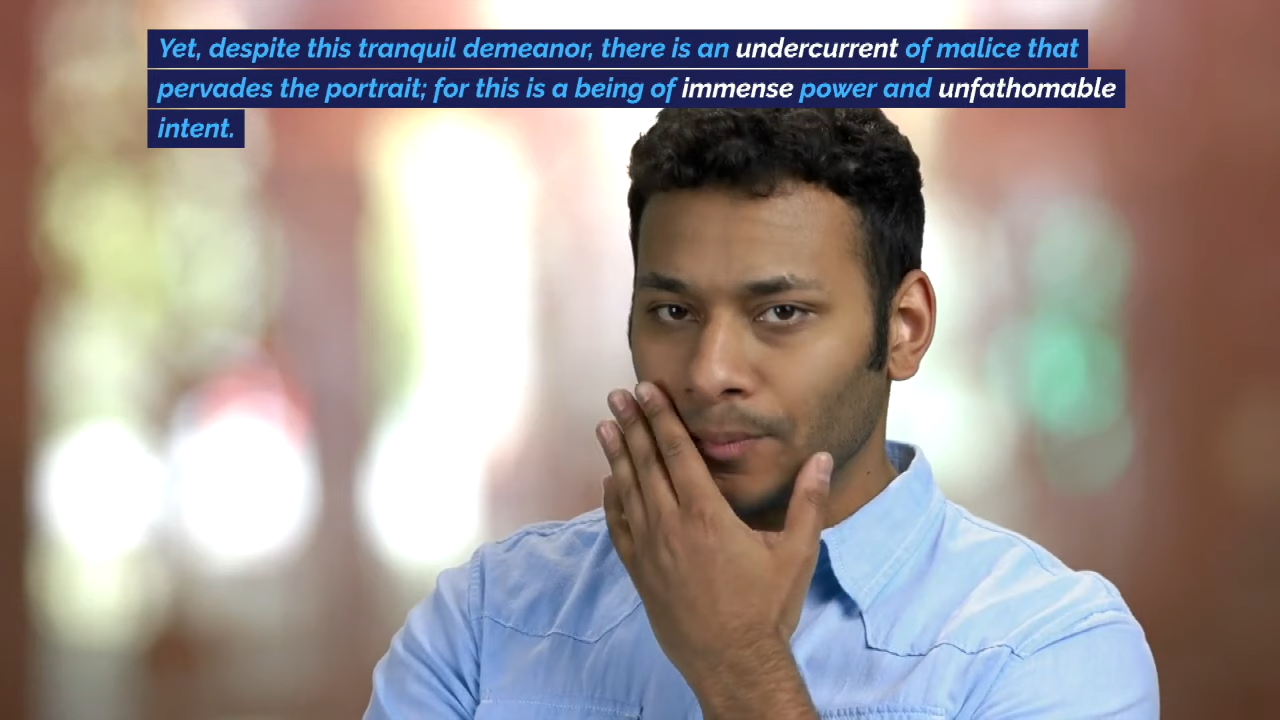 Yet, despite this tranquil demeanor, there is an undercurrent of malice that
pervades the portrait; for this is a being of immense power and unfathomable
intent.